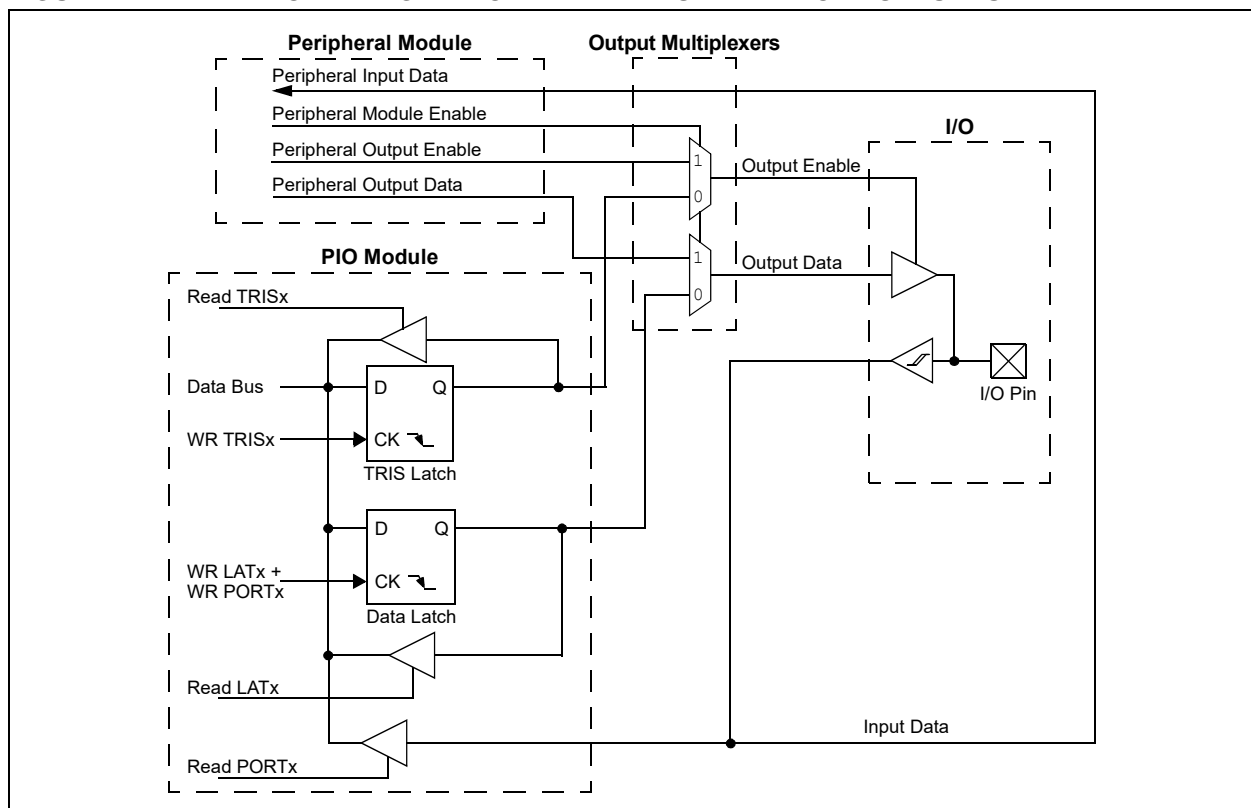 Peripheral Module
Output Multiplexers
Peripheral Input Data
Peripheral Module Enable
Peripheral Output Enable
Peripheral Output Data
1
0
1
0
Output Enable
Output Data
I/O
I/O Pin
PIO Module
Read TRISx
Data Bus
D Q
WR TRISx
CK
TRIS Latch
D Q
WR LATx +
WR PORTx
CK
Data Latch
Read LATx
Read PORTx
Input Data